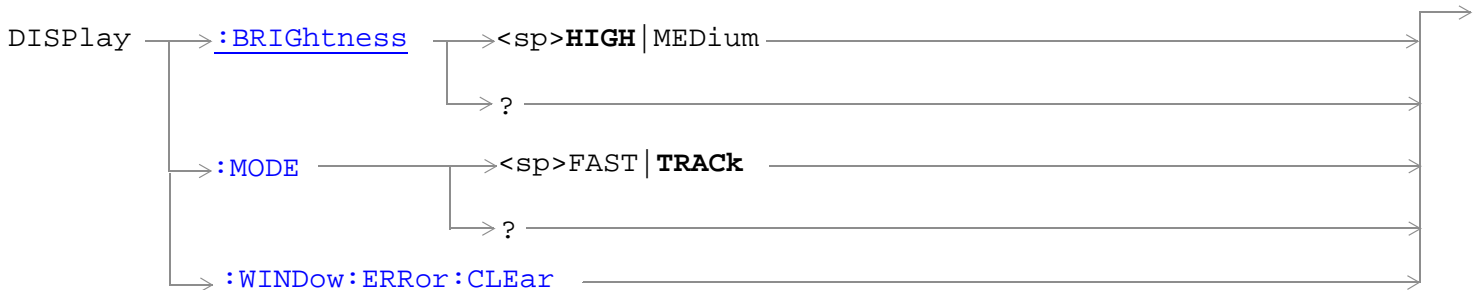 DISPlay :BRIGhtness <sp>HIGH|MEDium
?
:MODE <sp>FAST|TRACk
?
:WINDow:ERRor:CLEar